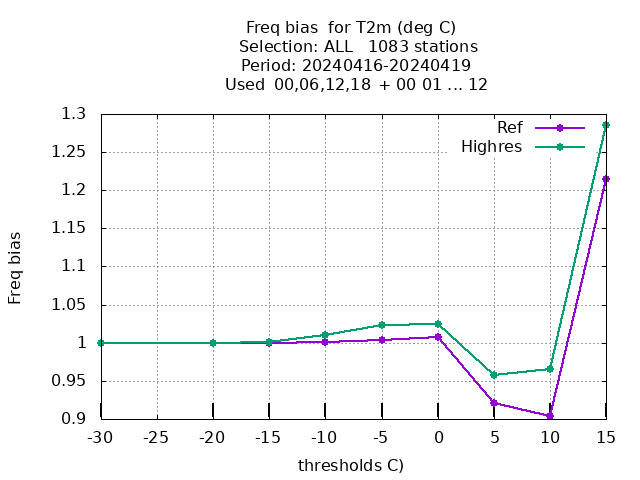 Freq bias  for T2m (deg C)
Selection: ALL   1083 stations
Period: 20240416-20240419
Used  00,06,12,18  + 00 01 ... 12
Ref
Highres
1.3
1.25
1.2
1.15
1.1
1.05
1
0.95
0.9
Freq bias
-30 -25 -20 -15 -10 -5 0 5 10 15
thresholds C)